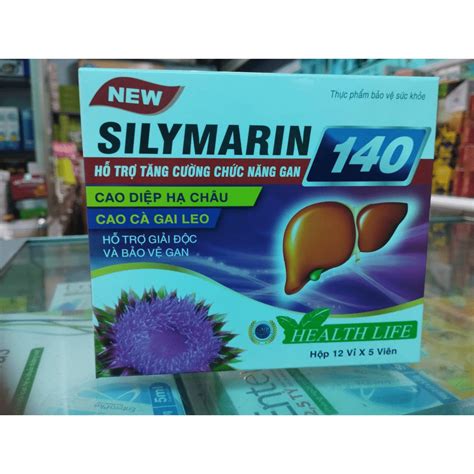 NEW
Thực phẩm bảo vệ sức khỏe
SILYMARIN 140
HỖ TRỢ TĂNG CƯỜNG CHỨC NĂNG GAN
CAO DIỆP HẠ CHÂU
CAO CÀ GAI LEO
HỖ TRỢ GIẢI ĐỘC
VÀ BẢO VỆ GAN
HEALTH LIFE
Hộp 12 Vỉ X 5 Viên